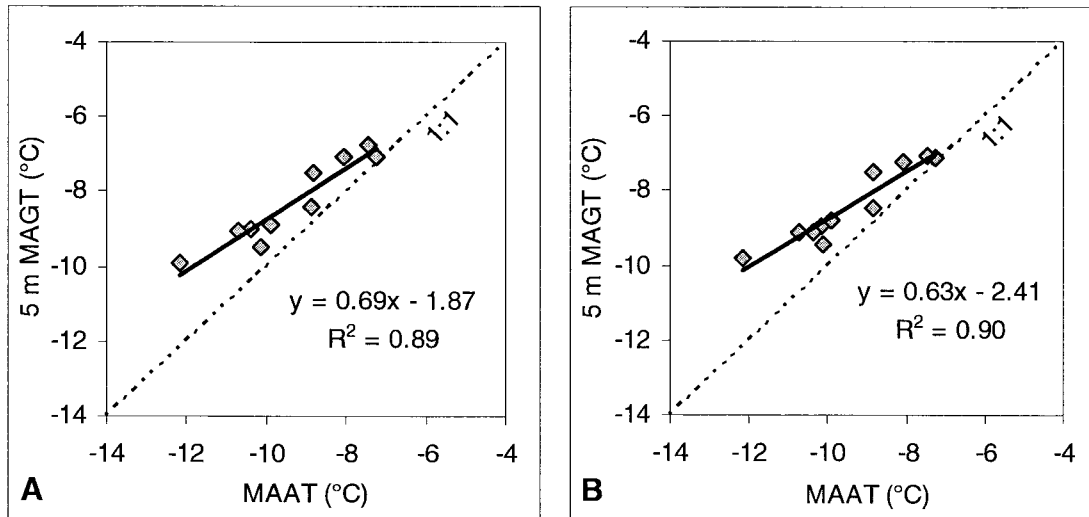 -4
-6
-8
-10
-12
-14
5 m MAGT (°C)
1:1
y = 0.69x - 1.87
R² = 0.89
-14 -12 -10 -8 -6 -4
MAAT (°C)
A
-4
-6
-8
-10
-12
-14
5 m MAGT (°C)
1:1
y = 0.63x - 2.41
R² = 0.90
-14 -12 -10 -8 -6 -4
MAAT (°C)
B